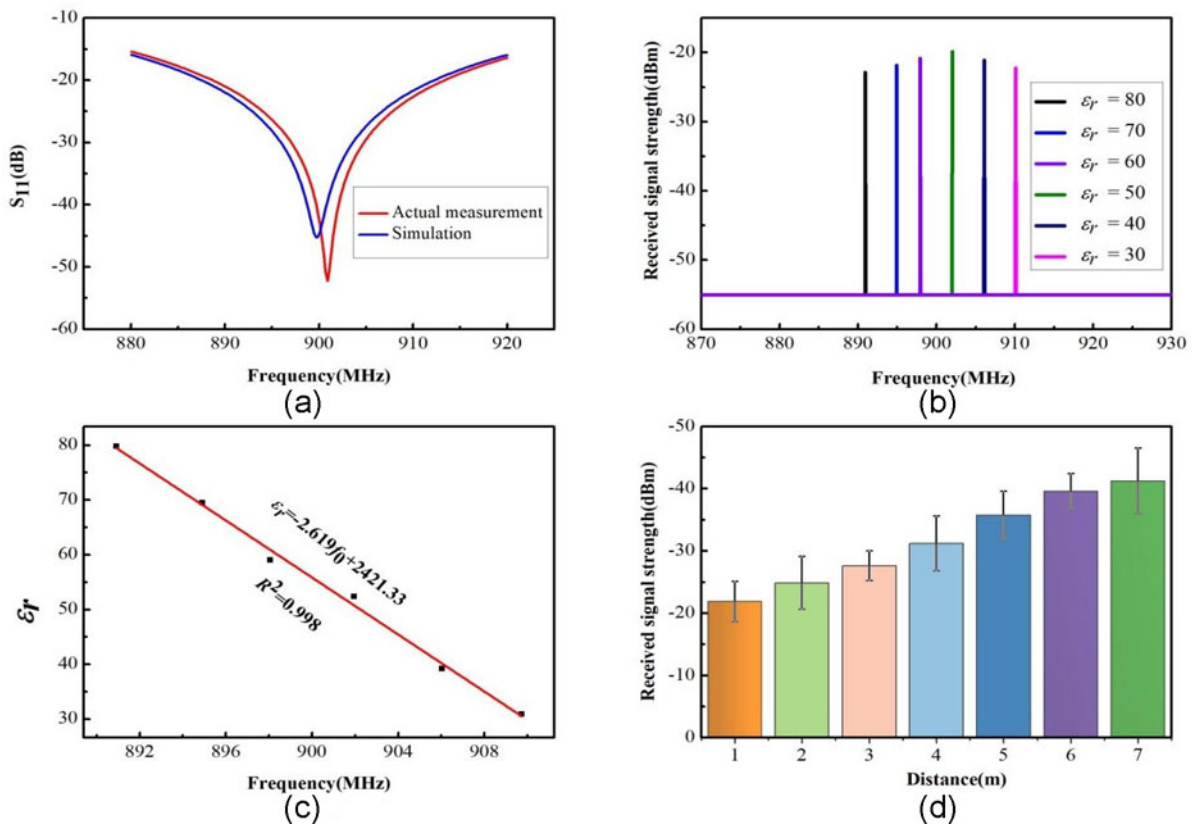 -10
-20
-30
-40
-50
-60
S11(dB)
Actual measurement
Simulation
880 890 900 910 920
Frequency(MHz)
(a)
-20
-30
-40
-50
-60
Received signal strength(dBm)
εr = 80
εr = 70
εr = 60
εr = 50
εr = 40
εr = 30
870 880 890 900 910 920 930
Frequency(MHz)
(b)
80
70
60
50
40
30
εr
εr=-2.619f0+2421.33
R2=0.998
892 896 900 904 908
Frequency(MHz)
(c)
-50
-40
-30
-20
-10
0
Received signal strength(dBm)
1 2 3 4 5 6 7
Distance(m)
(d)